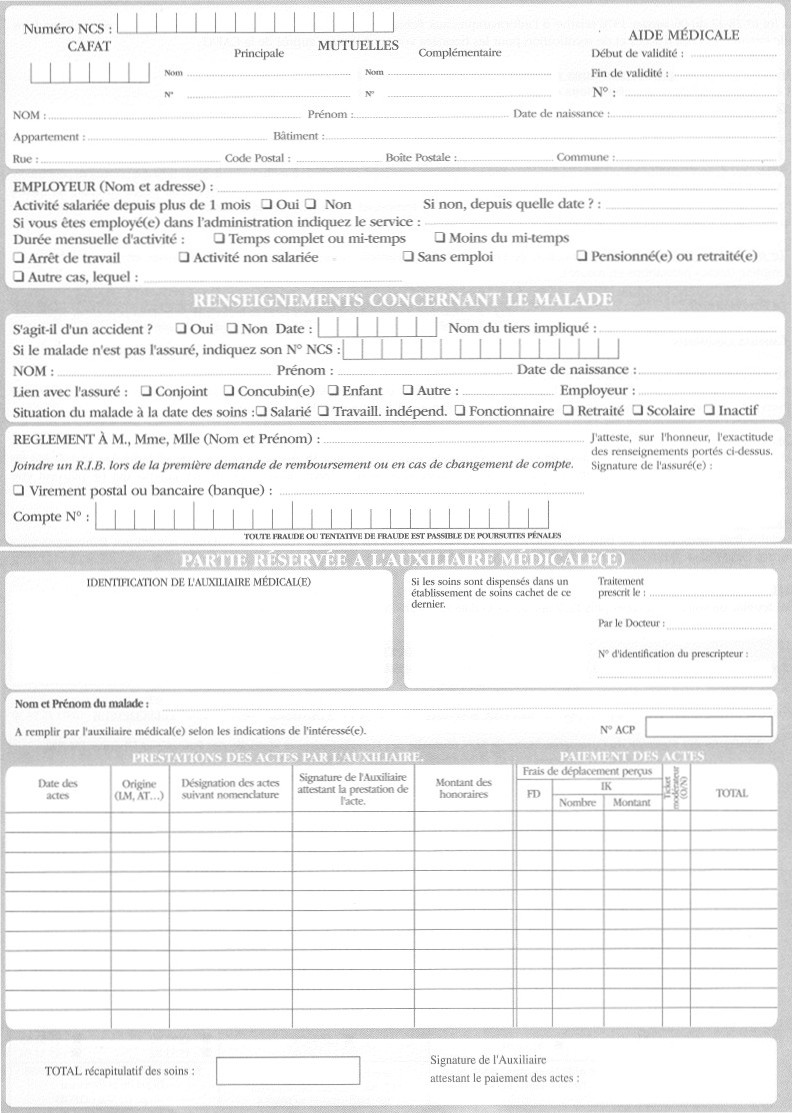 Numéro NCS :
CAFAT
MUTUELLES
Principale
Complémentaire
AIDE MÉDICALE
Début de validité :
Nom
Nom
Fin de validité :
N°
N°
N° :
NOM :
Prénom :
Date de naissance :
Appartement :
Bâtiment :
Rue :
Code Postal :
Boîte Postale :
Commune :
EMPLOYEUR (Nom et adresse) :
Activité salariée depuis plus de 1 mois ❑ Oui ❑ Non
Si non, depuis quelle date ? :
Si vous êtes employé(e) dans l'administration indiquez le service :
Durée mensuelle d'activité : ❑ Temps complet ou mi-temps ❑ Moins du mi-temps
❑ Arrêt de travail ❑ Activité non salariée ❑ Sans emploi ❑ Pensionné(e) ou retraité(e)
❑ Autre cas, lequel :
RENSEIGNEMENTS CONCERNANT LE MALADE
S'agit-il d'un accident ? ❑ Oui ❑ Non Date :
Nom du tiers impliqué :
Si le malade n'est pas l'assuré, indiquez son N° NCS :
NOM :
Prénom :
Date de naissance :
Lien avec l'assuré : ❑ Conjoint ❑ Concubin(e) ❑ Enfant ❑ Autre :
Employeur :
Situation du malade à la date des soins : ❑ Salarié ❑ Travaill. indépend. ❑ Fonctionnaire ❑ Retraité ❑ Scolaire ❑ Inactif
REGLEMENT À M., Mme, Mlle (Nom et Prénom) :
Joindre un R.I.B. lors de la première demande de remboursement ou en cas de changement de compte.
❑ Virement postal ou bancaire (banque) :
Compte N° :
J'atteste, sur l'honneur, l'exactitude
des renseignements portés ci-dessus.
Signature de l'assuré(e) :
TOUTE FRAUDE OU TENTATIVE DE FRAUDE EST PASSIBLE DE POURSUITES PÉNALES
PARTIE RÉSERVÉE A L'AUXILIAIRE MÉDICALE(E)
IDENTIFICATION DE L'AUXILIAIRE MÉDICAL(E)
Si les soins sont dispensés dans un
établissement de soins cachet de ce
dernier.
Traitement
prescrit le :
Par le Docteur :
N° d'identification du prescripteur :
Nom et Prénom du malade :
A remplir par l'auxiliaire médical(e) selon les indications de l'intéressé(e).
N° ACP
PRESTATIONS DES ACTES PAR L'AUXILIAIRE.
PAIEMENT DES ACTES
Date des
actes
Origine
(LM, AT…)
Désignation des actes
suivant nomenclature
Signature de l'Auxiliaire
attestant la prestation de
l'acte.
Montant des
honoraires
Frais de déplacement perçus
FD
IK
Nombre
Montant
Ticket
modérateur
(O/N)
TOTAL
TOTAL récapitulatif des soins :
Signature de l'Auxiliaire
attestant le paiement des actes :